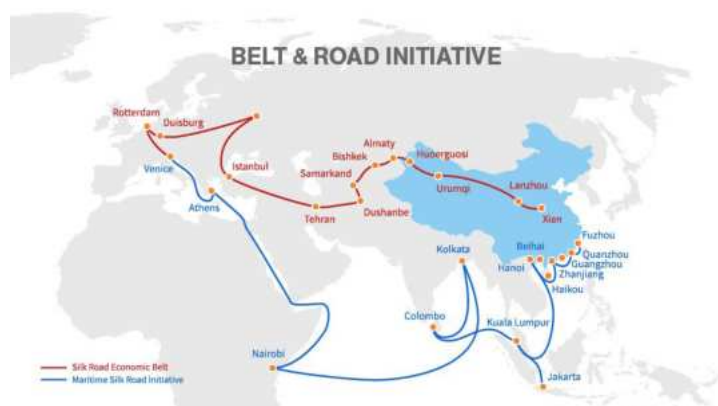 BELT & ROAD INITIATIVE
Rotterdam
Duisburg
Venice
Istanbul
Athens
Tehran
Samarkand
Bishkek
Almaty
Dushanbe
Huoerguosi
Urumqi
Lanzhou
Xien
Fuzhou
Quanzhou
Guangzhou
Zhanjiang
Haikou
Beihai
Hanoi
Kolkata
Colombo
Kuala Lumpur
Jakarta
Nairobi
Silk Road Economic Belt
Maritime Silk Road Initiative